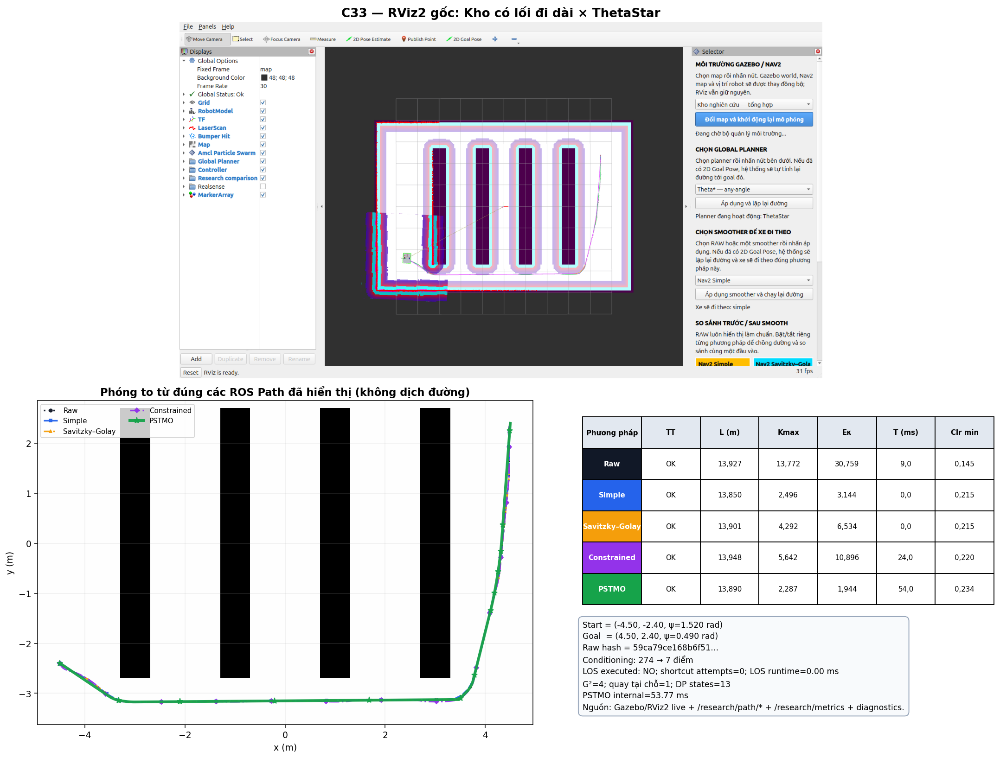 C33 — RViz2 gốc: Kho có lối đi dài × ThetaStar
File Panels Help
Move Camera Select Focus Camera Measure 2D Pose Estimate Publish Point 2D Goal Pose
Displays
Global Options
Fixed Frame map
Background Color 48; 48; 48
Frame Rate 30
Global Status: Ok
Grid
RobotModel
TF
LaserScan
Bumper Hit
Map
Amcl Particle Swarm
Global Planner
Controller
Research comparison
Realsense
MarkerArray
Add Duplicate Remove Rename
Reset RViz is ready.
Selector
MÔI TRƯỜNG GAZEBO / NAV2
Chọn map rồi nhấn nút. Gazebo world, Nav2
map và vị trí robot sẽ được thay đồng bộ;
RViz vẫn giữ nguyên.
Kho nghiên cứu — tổng hợp
Đổi map và khởi động lại mô phỏng
Đang chờ bộ quản lý môi trường...
CHỌN GLOBAL PLANNER
Chọn planner rồi nhấn nút bên dưới. Nếu đã
có 2D Goal Pose, hệ thống sẽ tự tính lại
đường tới goal đó.
Theta* — any-angle
Áp dụng và lập lại đường
Planner đang hoạt động: ThetaStar
CHỌN SMOOTHER ĐỂ XE ĐI THEO
Chọn RAW hoặc một smoother rồi nhấn áp
dụng. Nếu đã có 2D Goal Pose, hệ thống sẽ
lập lại đường và xe sẽ đi theo đúng phương
pháp này.
Nav2 Simple
Áp dụng smoother và chạy lại đường
Xe sẽ đi theo: simple
SO SÁNH TRƯỚC / SAU SMOOTH
RAW luôn hiển thị làm chuẩn. Bật/tắt riêng
từng phương pháp để chồng đường và so
sánh cùng một đầu vào.
Nav2 Simple Nav2 Savitzky–Gola
31 fps
Phóng to từ đúng các ROS Path đã hiển thị (không dịch đường)
Raw Constrained
Simple PSTMO
Savitzky–Golay
2
1
0
−1
−2
−3
y (m)
−4 −2 0 2 4
x (m)
Phương pháp TT L (m) Kmax Eκ T (ms) Clr min
Raw OK 13,927 13,772 30,759 9,0 0,145
Simple OK 13,850 2,496 3,144 0,0 0,215
Savitzky–Golay OK 13,901 4,292 6,534 0,0 0,215
Constrained OK 13,948 5,642 10,896 24,0 0,220
PSTMO OK 13,890 2,287 1,944 54,0 0,234
Start = (-4.50, -2.40, ψ=1.520 rad)
Goal = (4.50, 2.40, ψ=0.490 rad)
Raw hash = 59ca79ce168b6f51...
Conditioning: 274 → 7 điểm
LOS executed: NO; shortcut attempts=0; LOS runtime=0.00 ms
G²=4; quay tại chỗ=1; DP states=13
PSTMO internal=53.77 ms
Nguồn: Gazebo/RViz2 live + /research/path/* + /research/metrics + diagnostics.